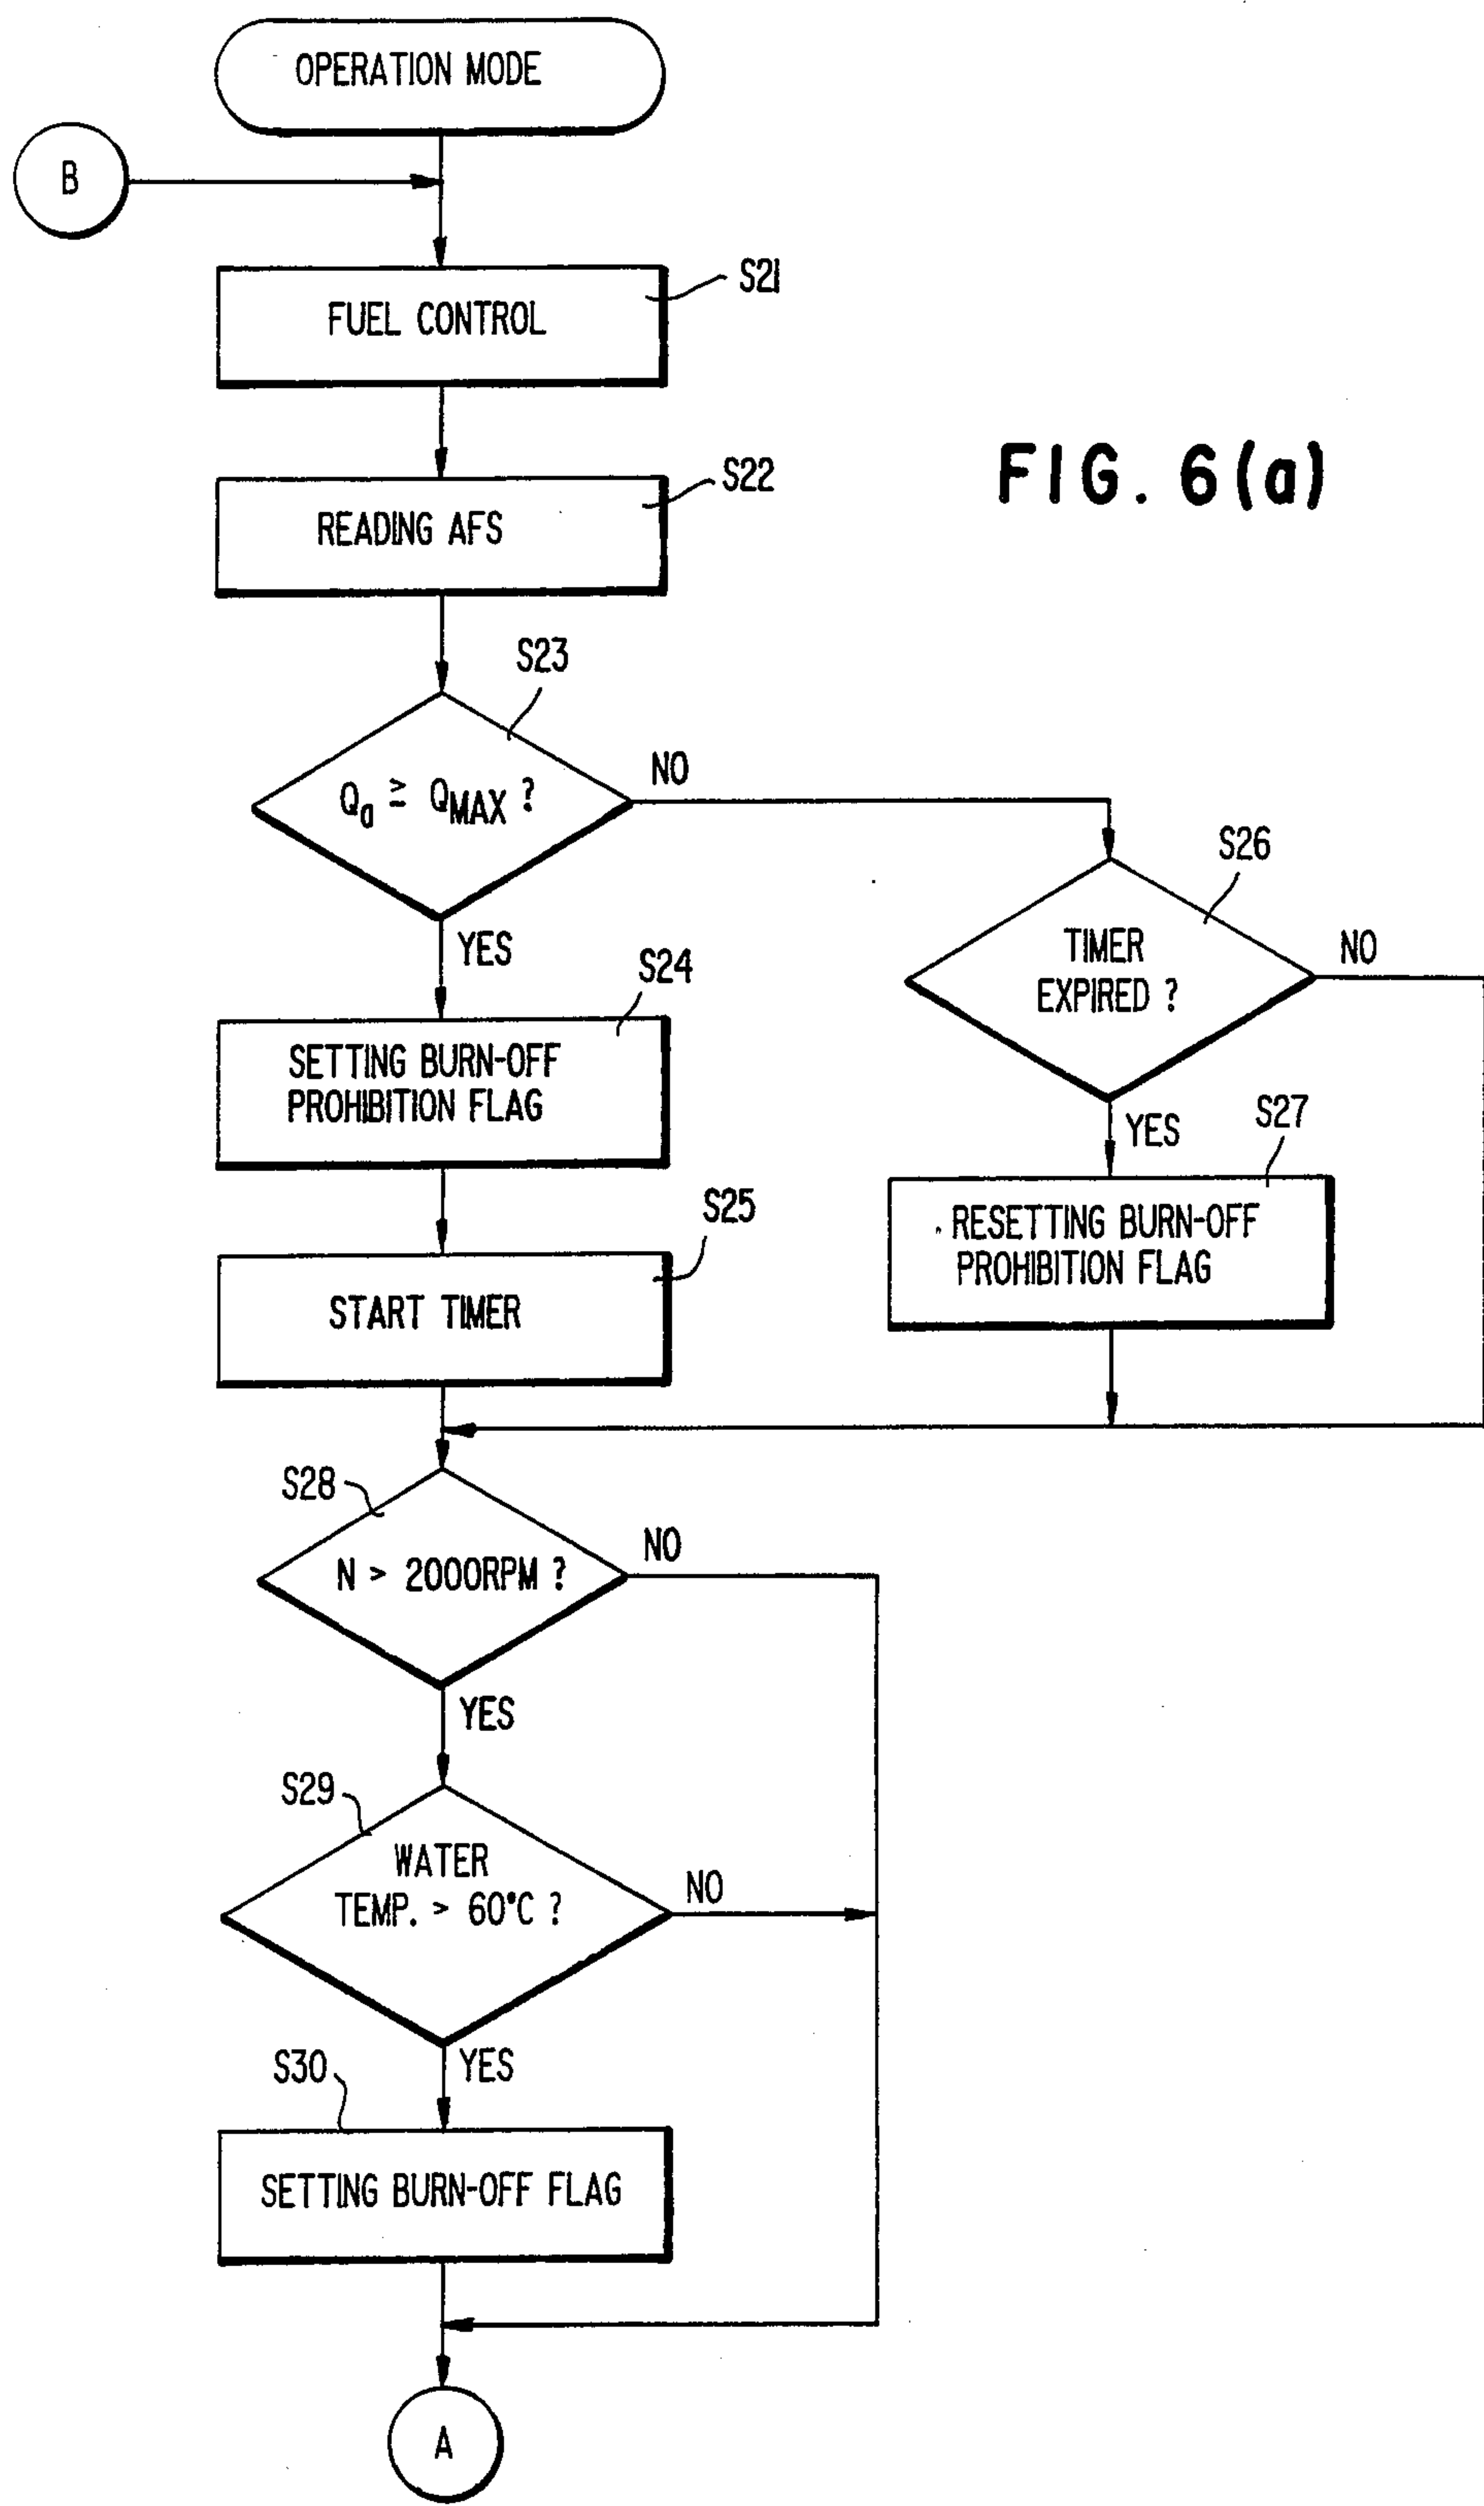 OPERATION MODE
B
FUEL CONTROL
S21
READING AFS
S22
FIG. 6(a)
S23
Qa ≥ QMAX ?
NO
YES
S26
TIMER
EXPIRED ?
NO
YES
S24
SETTING BURN-OFF
PROHIBITION FLAG
S27
RESETTING BURN-OFF
PROHIBITION FLAG
S25
START TIMER
S28
N > 2000RPM ?
NO
YES
S29
WATER
TEMP. > 60°C ?
NO
YES
S30
SETTING BURN-OFF FLAG
A